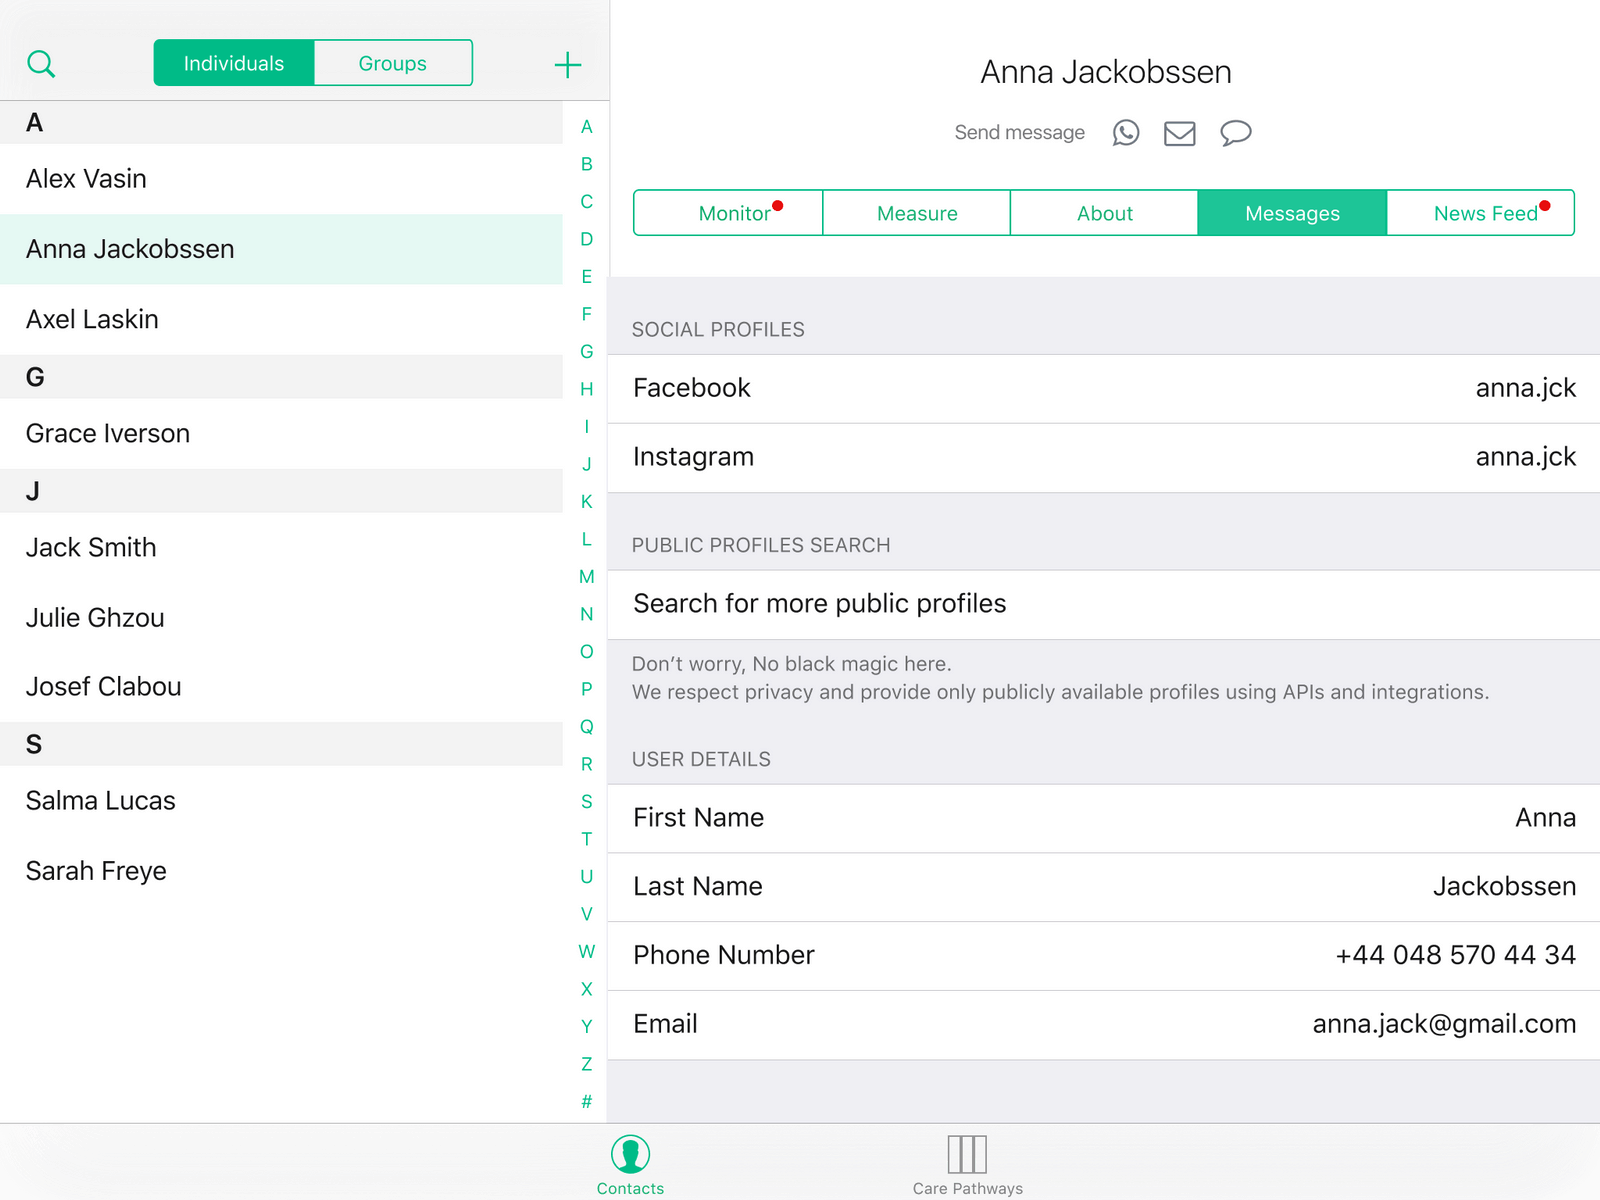 Individuals
Groups
A
Alex Vasin
Anna Jackobssen
Axel Laskin
G
Grace Iverson
J
Jack Smith
Julie Ghzou
Josef Clabou
S
Salma Lucas
Sarah Freye
A
B
C
D
E
F
G
H
I
J
K
L
M
N
O
P
Q
R
S
T
U
V
W
X
Y
Z
#
Anna Jackobssen
Send message
Monitor
Measure
About
Messages
News Feed
SOCIAL PROFILES
Facebook anna.jck
Instagram anna.jck
PUBLIC PROFILES SEARCH
Search for more public profiles
Don’t worry, No black magic here.
We respect privacy and provide only publicly available profiles using APIs and integrations.
USER DETAILS
First Name Anna
Last Name Jackobssen
Phone Number +44 048 570 44 34
Email anna.jack@gmail.com
Contacts
Care Pathways